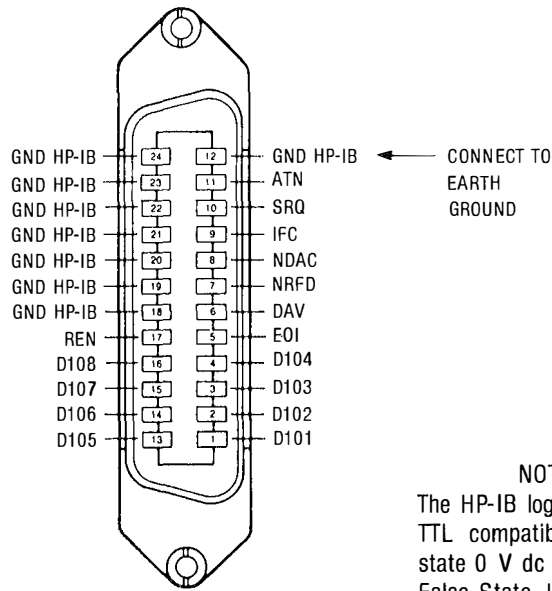 GND HP-IB 24 12 GND HP-IB CONNECT TO
GND HP-IB 23 11 ATN EARTH
GND HP-IB 22 10 SRQ GROUND
GND HP-IB 21 9 IFC
GND HP-IB 20 8 NDAC
GND HP-IB 19 7 NRFD
GND HP-IB 18 6 DAV
REN 17 5 EOI
D108 16 4 D104
D107 15 3 D103
D106 14 2 D102
D105 13 1 D101
The HP-IB
TTL
state 0 V dc